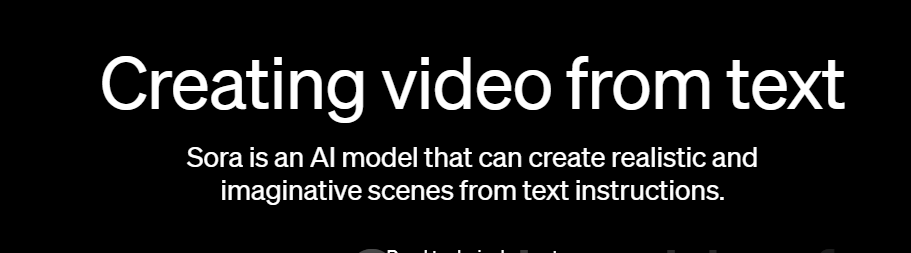 Creating video from text
Sora is an AI model that can create realistic and
imaginative scenes from text instructions.